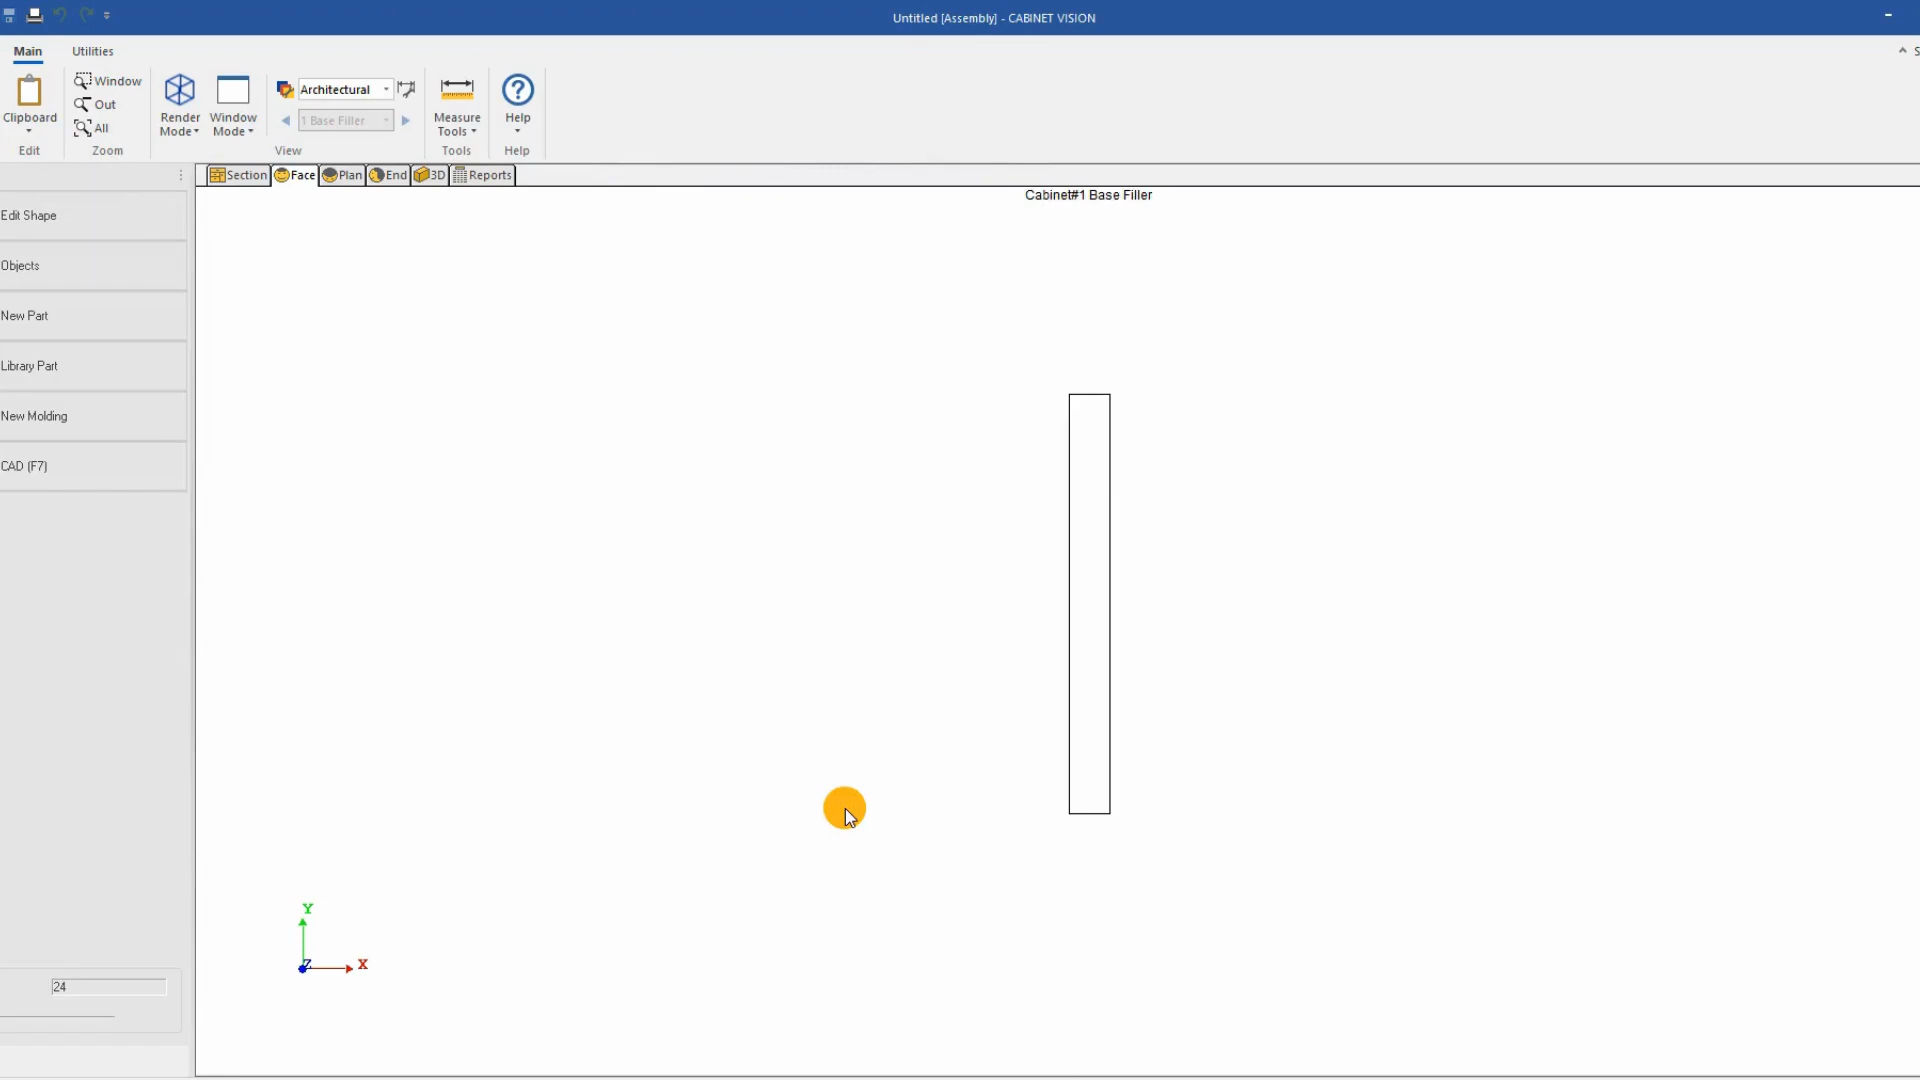 Untitled [Assembly] - CABINET VISION
Main
Utilities
S
Clipboard
Window
Out
All
Render
Mode
Window
Mode
Architectural
1 Base Filler
Measure
Tools
Help
Edit
Zoom
View
Tools
Help
Section
Face
Plan
End
3D
Reports
Cabinet#1 Base Filler
Edit Shape
Objects
New Part
Library Part
New Molding
CAD (F7)
Y
Z
X
24